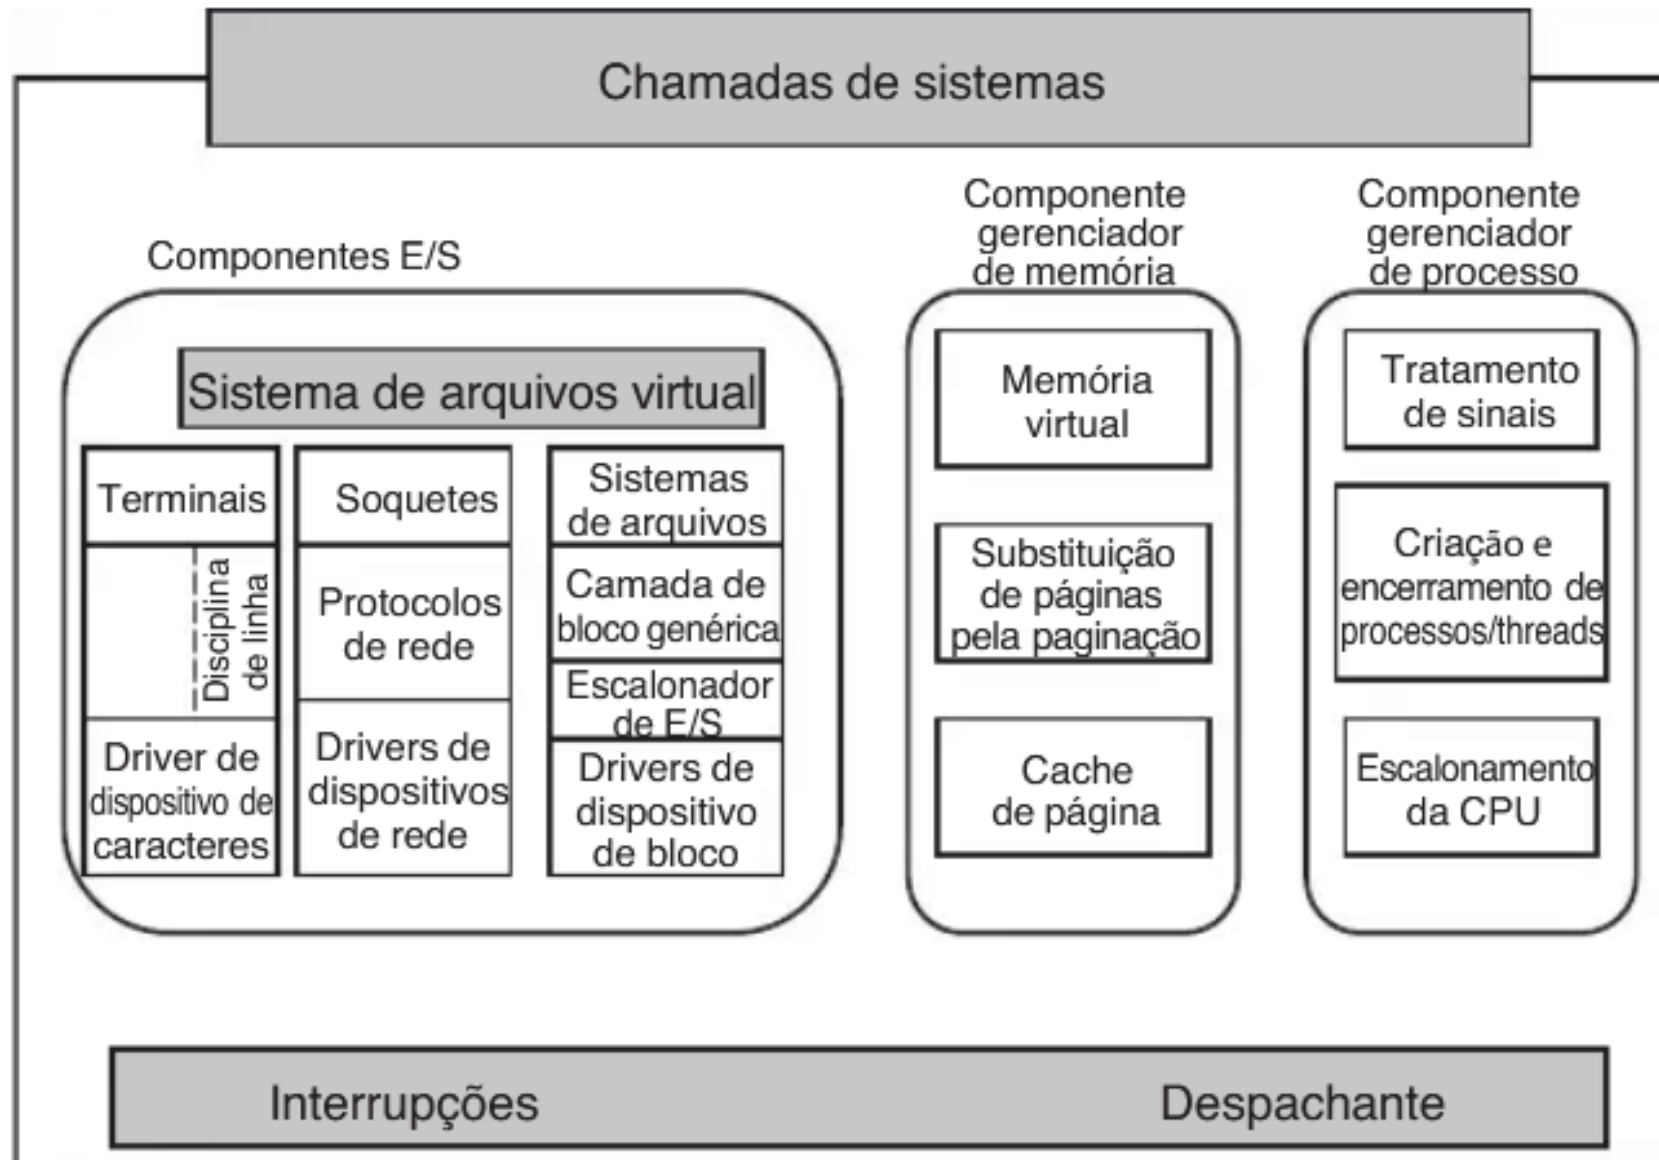 Chamadas de sistemas
Componentes E/S
Sistema de arquivos virtual
Terminais
Disciplina
de linha
Driver de
dispositivo de
caracteres
Soquetes
Protocolos
de rede
Drivers de
dispositivos
de rede
Sistemas
de arquivos
Camada de
bloco genérica
Escalonador
de E/S
Drivers de
dispositivo
de bloco
Componente
gerenciador
de memória
Memória
virtual
Substituição
de páginas
pela paginação
Cache
de página
Componente
gerenciador
de processo
Tratamento
de sinais
Criação e
encerramento de
processos/threads
Escalonamento
da CPU
Interrupções
Despachante